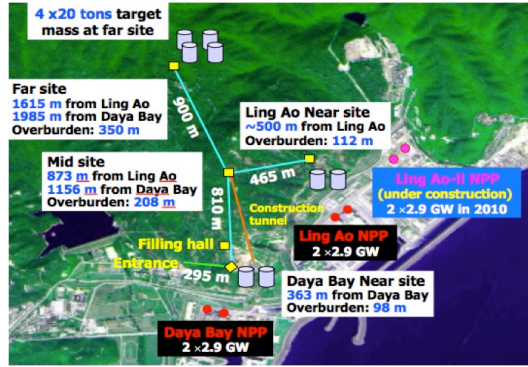 4 x20 tons target
mass at far site
Far site
1615 m from Ling Ao
1985 m from Daya Bay
Overburden: 350 m
900 m
Ling Ao Near site
~500 m from Ling Ao
Overburden: 112 m
Mid site
873 m from Ling Ao
1156 m from Daya Bay
Overburden: 208 m
465 m
Ling Ao-ll NPP
(under construction)
2 ×2.9 GW in 2010
810 m
Construction
tunnel
Ling Ao NPP
2 ×2.9 GW
Filling hall
Entrance
295 m
Daya Bay Near site
363 m from Daya Bay
Overburden: 98 m
Daya Bay NPP
2 ×2.9 GW